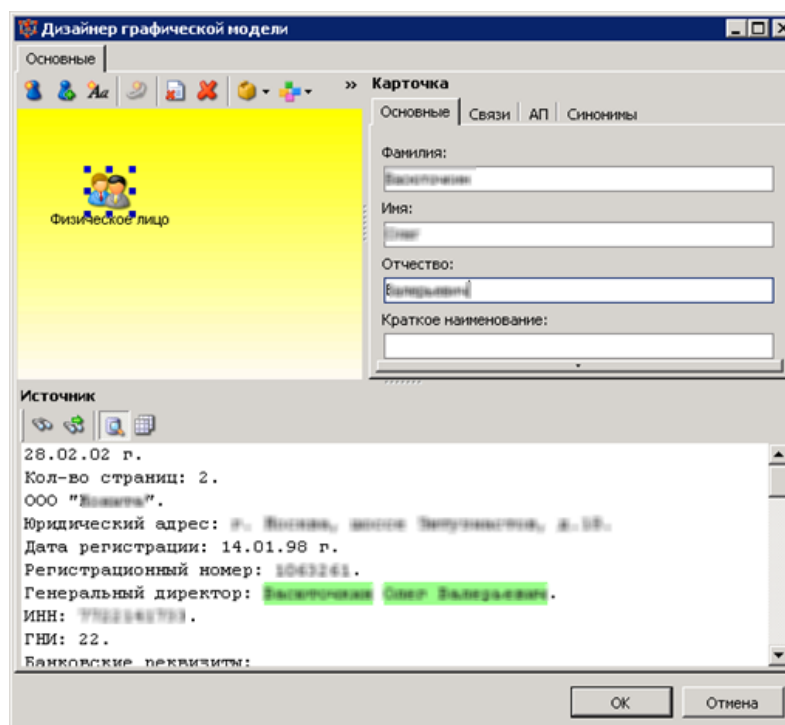 Дизайнер графической модели
Основные
Aa
»
Карточка
Основные
Связи
АП
Синонимы
Фамилия:
Имя:
Отчество:
Краткое наименование:
Физическое лицо
Источник
28.02.02 г.
Кол-во страниц: 2.
ООО "
Юридический адрес:
Дата регистрации: 14.01.98 г.
Регистрационный номер:
Генеральный директор:
ИНН:
ГНИ: 22.
Банковские реквизиты:
ОК
Отмена